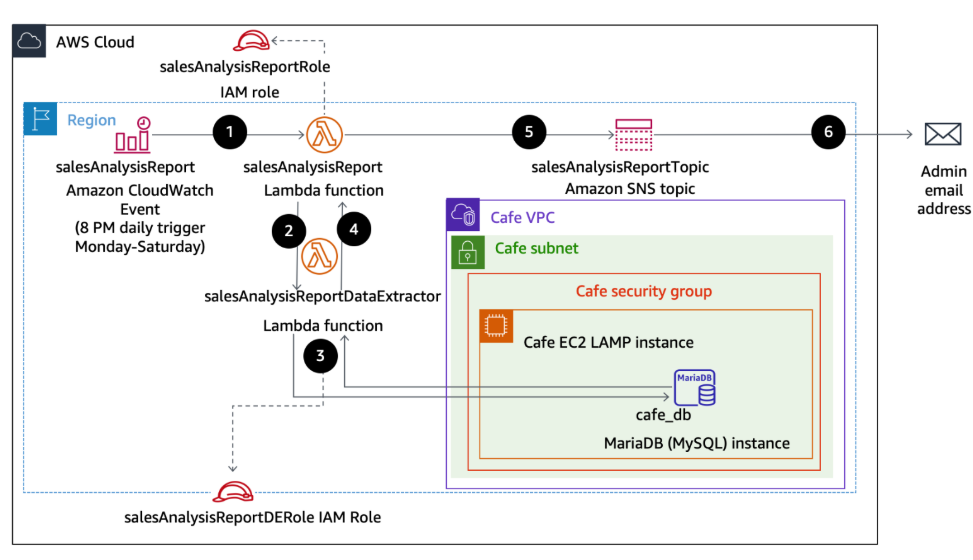 AWS Cloud
salesAnalysisReportRole
IAM role
Region
1
5
6
salesAnalysisReport
Amazon CloudWatch
Event
(8 PM daily trigger
Monday-Saturday)
salesAnalysisReport
Lambda function
salesAnalysisReportTopic
Amazon SNS topic
Admin
email
address
2
4
salesAnalysisReportDataExtractor
Lambda function
3
Cafe VPC
Cafe subnet
Cafe security group
Cafe EC2 LAMP instance
MariaDB
cafe_db
MariaDB (MySQL) instance
salesAnalysisReportDERole IAM Role